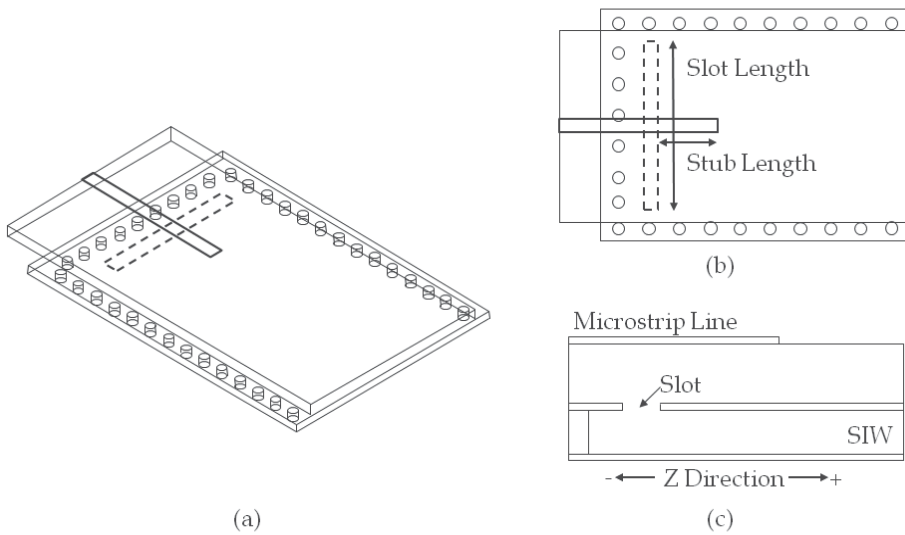 Slot Length
Stub Length
(b)
Microstrip Line
Slot
SIW
- Z Direction +
(a)
(c)